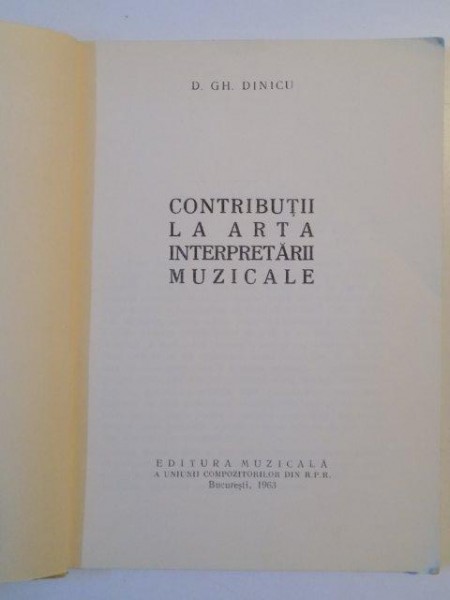 D. GH. DINICU
CONTRIBUȚII
LA ARTA
INTERPRETĂRII
MUZICALE
EDITURA MUZICALĂ
A UNIUNII COMPOZITORILOR DIN R.P.R.
București, 1963